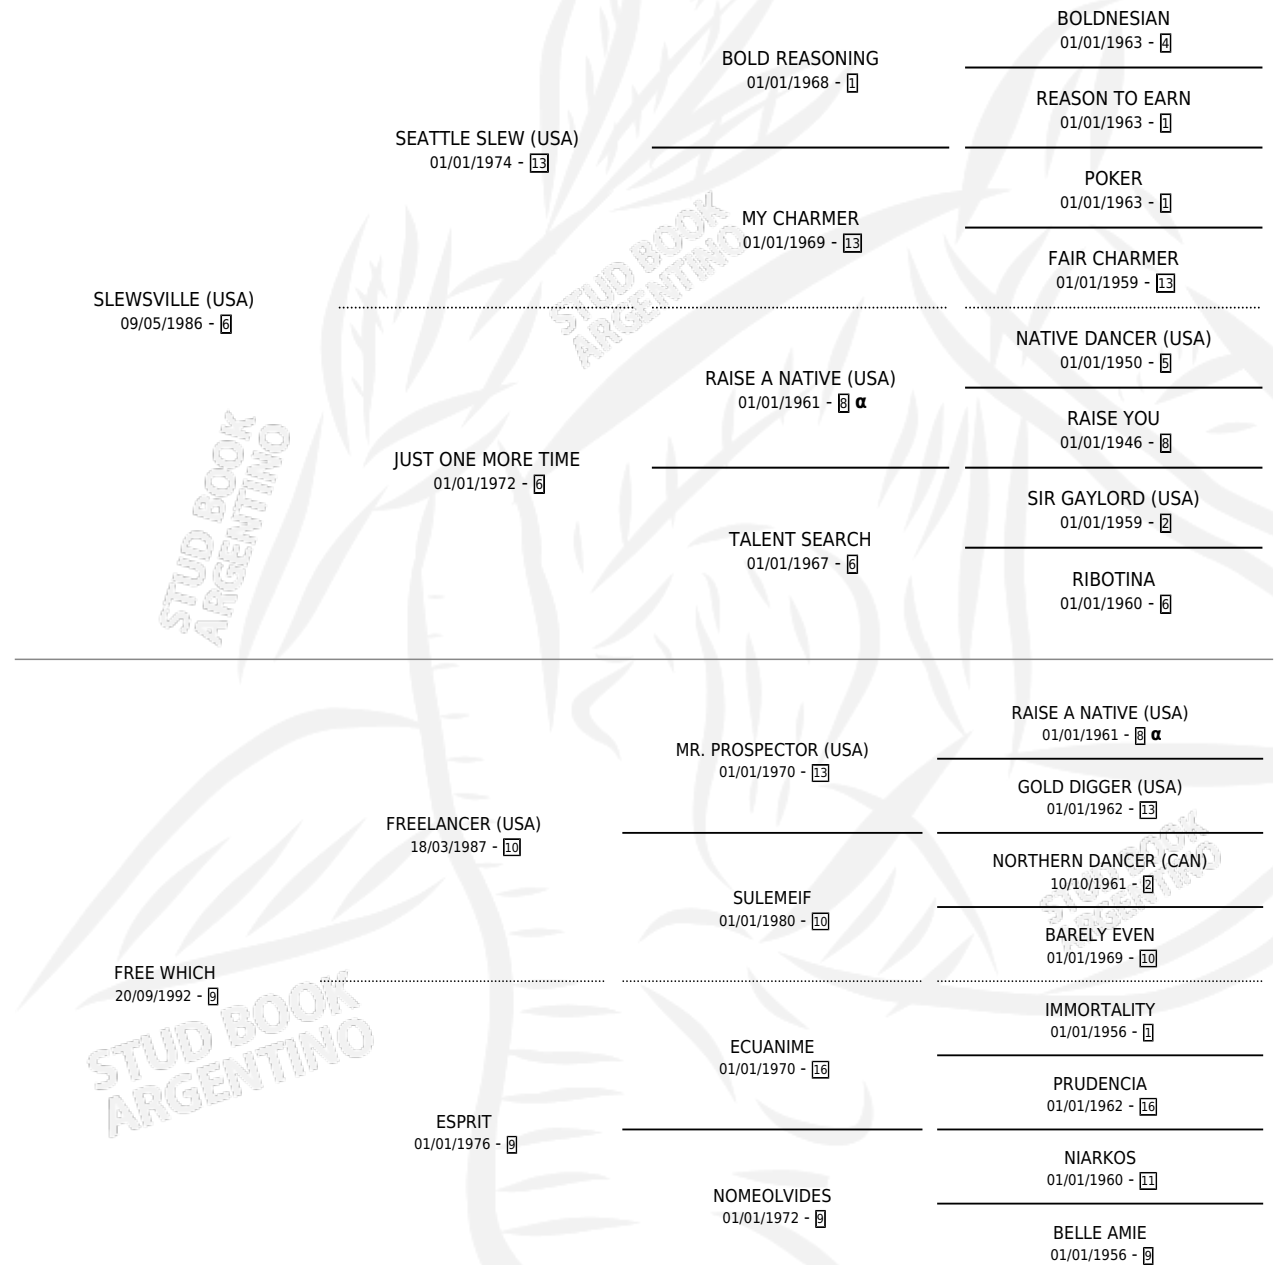 BOLDNESIAN
01/01/1963 - 4
BOLD REASONING
01/01/1968 - 1
REASON TO EARN
01/01/1963 - 1
SEATTLE SLEW (USA)
01/01/1974 - 13
POKER
01/01/1963 - 1
MY CHARMER
01/01/1969 - 13
FAIR CHARMER
01/01/1959 - 13
SLEWSVILLE (USA)
09/05/1986 - 6
NATIVE DANCER (USA)
01/01/1950 - 5
RAISE A NATIVE (USA)
01/01/1961 - 8 α
RAISE YOU
01/01/1946 - 8
JUST ONE MORE TIME
01/01/1972 - 6
SIR GAYLORD (USA)
01/01/1959 - 2
TALENT SEARCH
01/01/1967 - 6
RIBOTINA
01/01/1960 - 6
RAISE A NATIVE (USA)
01/01/1961 - 8 α
MR. PROSPECTOR (USA)
01/01/1970 - 13
GOLD DIGGER (USA)
01/01/1962 - 13
FREELANCER (USA)
18/03/1987 - 10
NORTHERN DANCER (CAN)
10/10/1961 - 2
SULEMEIF
01/01/1980 - 10
BARELY EVEN
01/01/1969 - 10
FREE WHICH
20/09/1992 - 9
IMMORTALITY
01/01/1956 - 1
ECUANIME
01/01/1970 - 16
PRUDENCIA
01/01/1962 - 16
ESPRIT
01/01/1976 - 9
NIARKOS
01/01/1960 - 11
NOMEOLVIDES
01/01/1972 - 9
BELLE AMIE
01/01/1956 - 9
STUD BOOK
ARGENTINO
STUD BOOK
ARGENTINO
STUD BOOK
ARGENTINO
STUD BOOK
ARGENTINO